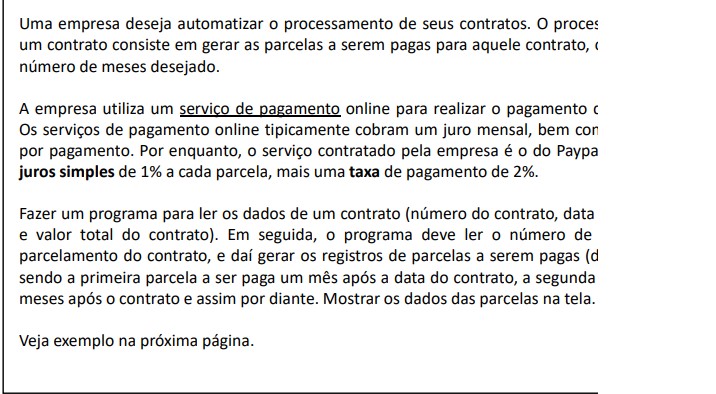 Uma empresa deseja automatizar o processamento de seus contratos. O
um contrato consiste em gerar as parcelas a serem pagas para aquele contrato,
número de meses desejado.
A empresa utiliza um serviço de pagamento online para realizar o pagamento
Os serviços de pagamento online tipicamente cobram um juro mensal, bem
por pagamento. Por enquanto, o serviço contratado pela empresa é o do
juros simples de 1% a cada parcela, mais uma taxa de pagamento de 2%.
Fazer um programa para ler os dados de um contrato (número do contrato, data
e valor total do contrato). Em seguida, o programa deve ler o número de
parcelamento do contrato, e daí gerar os registros de parcelas a serem pagas
sendo a primeira parcela a ser paga um mês após a data do contrato, a segunda
meses após o contrato e assim por diante. Mostrar os dados das parcelas na tela.
Veja exemplo na próxima página.